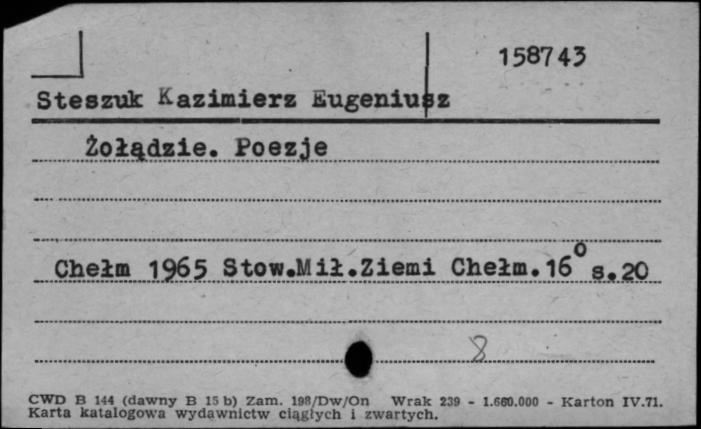 158743
Steszuk Kazimierz Eugeniusz
Żołądzie. Poezje
Chełm 1965 Stow.Mił.Ziemi Chełm.16° s.20
8
CWD B 144 (dawny B 15 b) Zam. 198/Dw/On Wrak 239 - 1.660.000 - Karton IV.71.
Karta katalogowa wydawnictw ciągłych i zwartych.